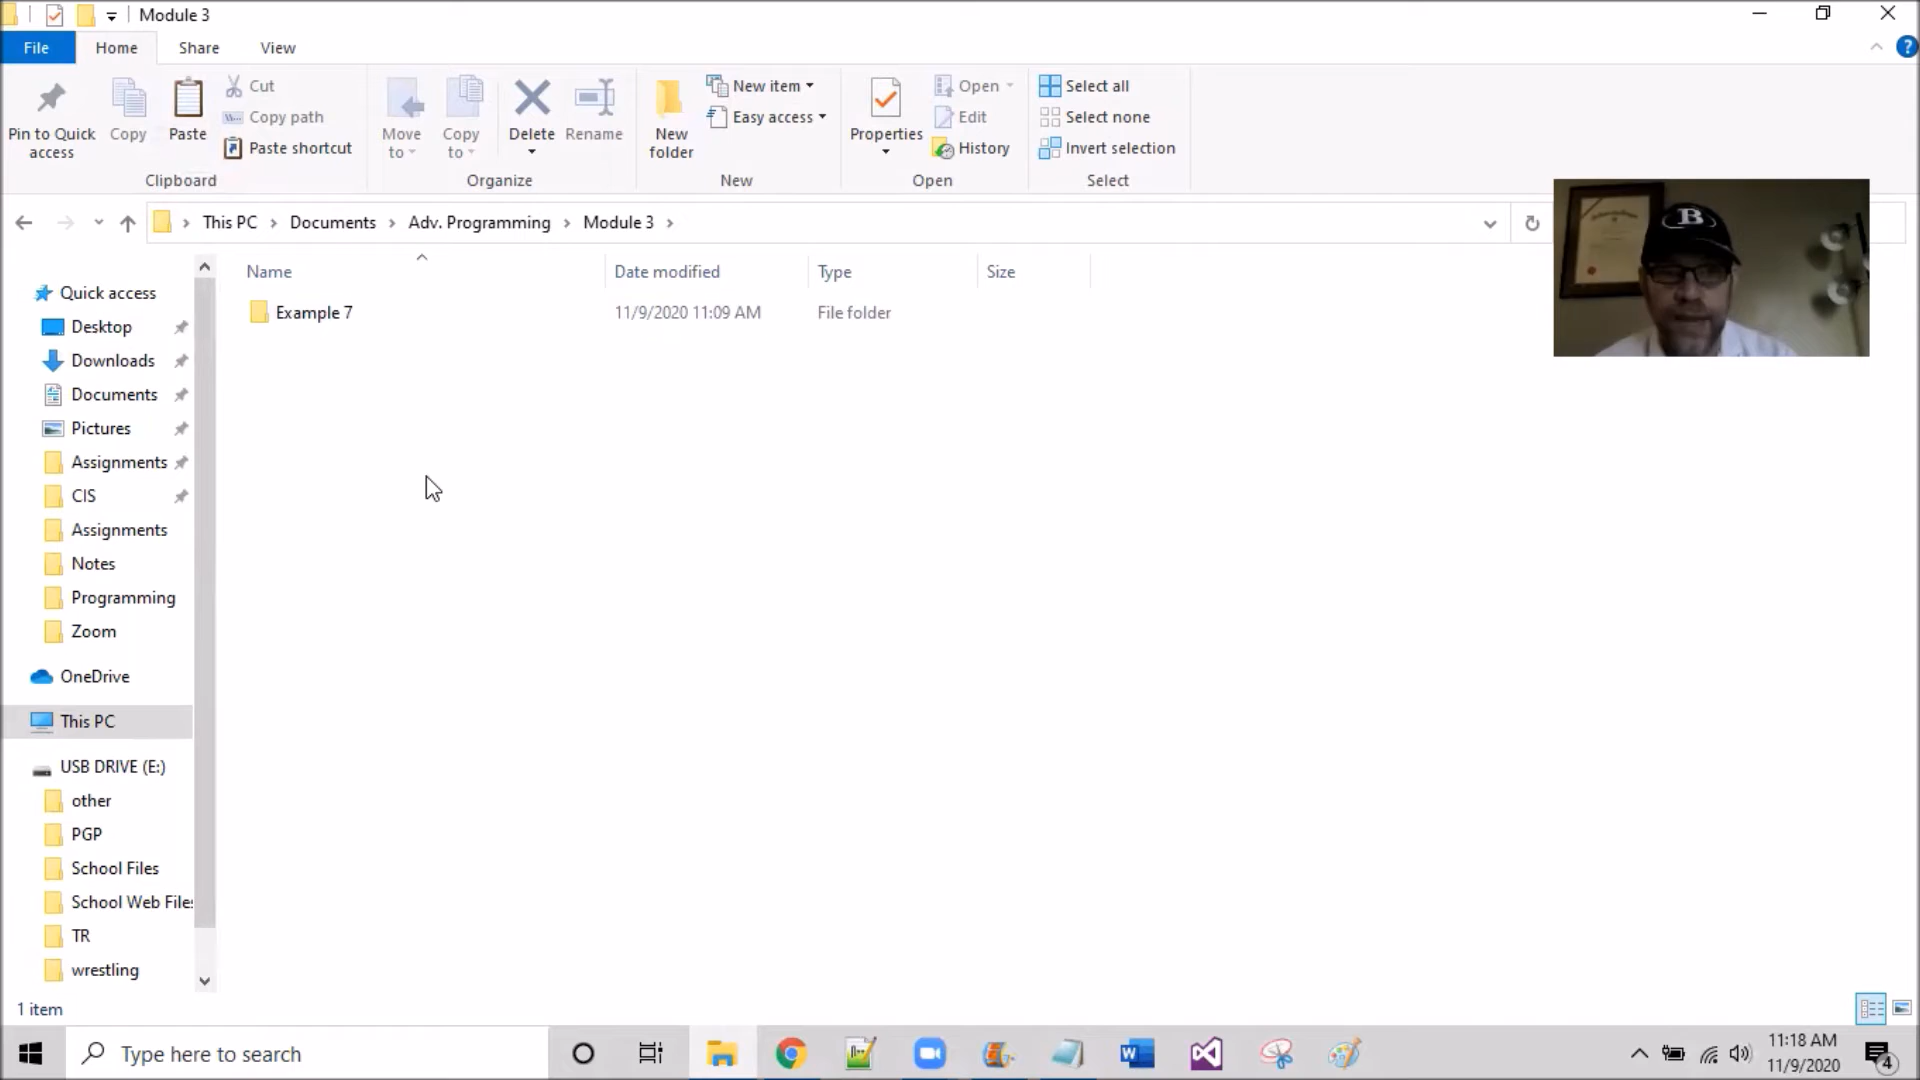 Module 3
File
Home
Share
View
Pin to Quick access
Copy
Paste
Cut
Copy path
Paste shortcut
Clipboard
Move to
Copy to
Delete
Rename
Organize
New folder
New item
Easy access
New
Properties
Open
Edit
History
Open
Select all
Select none
Invert selection
Select
This PC > Documents > Adv. Programming > Module 3
B
Name
Date modified
Type
Size
Example 7
11/9/2020 11:09 AM
File folder
Quick access
Desktop
Downloads
Documents
Pictures
Assignments
CIS
Assignments
Notes
Programming
Zoom
OneDrive
This PC
USB DRIVE (E:)
other
PGP
School Files
School Web Files
TR
wrestling
1 item
Type here to search
11:18 AM
11/9/2020
4